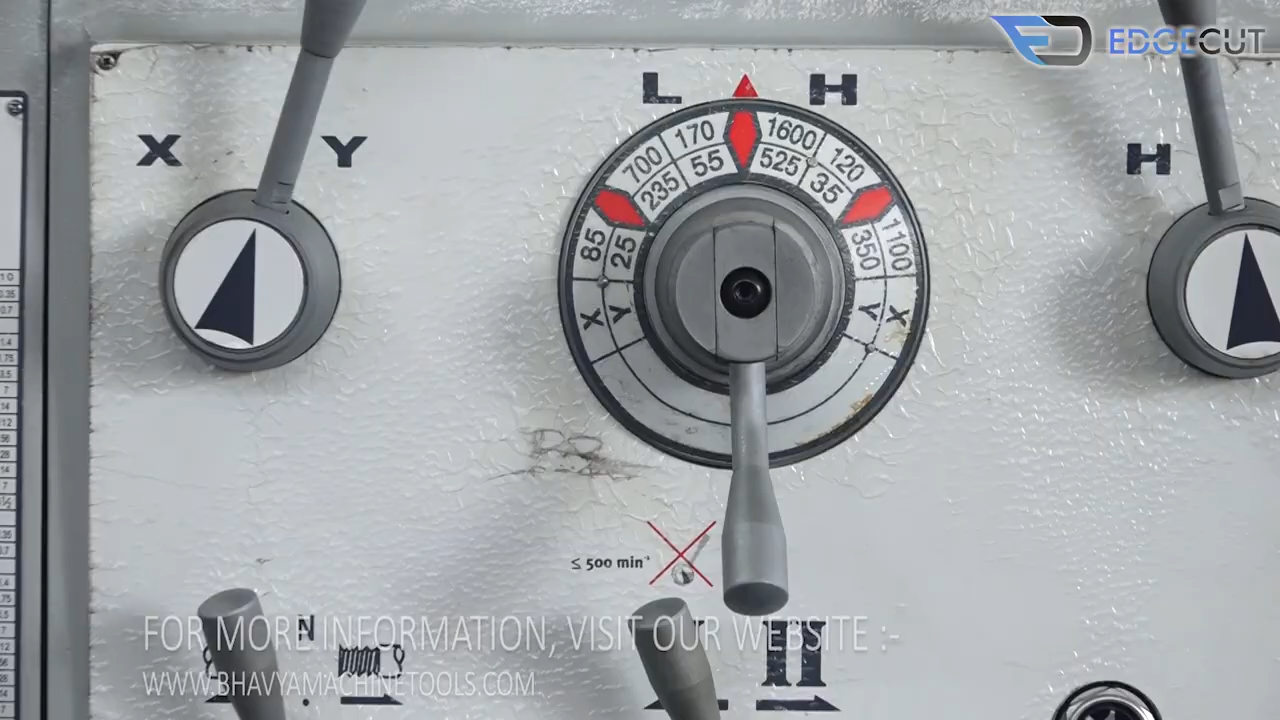 EDGECUT
L H
X Y
H
170 1600
700 120
55 525
235 35
85 25
350 1100
X Y
Y X
≤ 500 min⁻¹
N
II
FOR MORE INFORMATION, VISIT OUR WEBSITE :-
WWW.BHAVYAMACHINETOOLS.COM